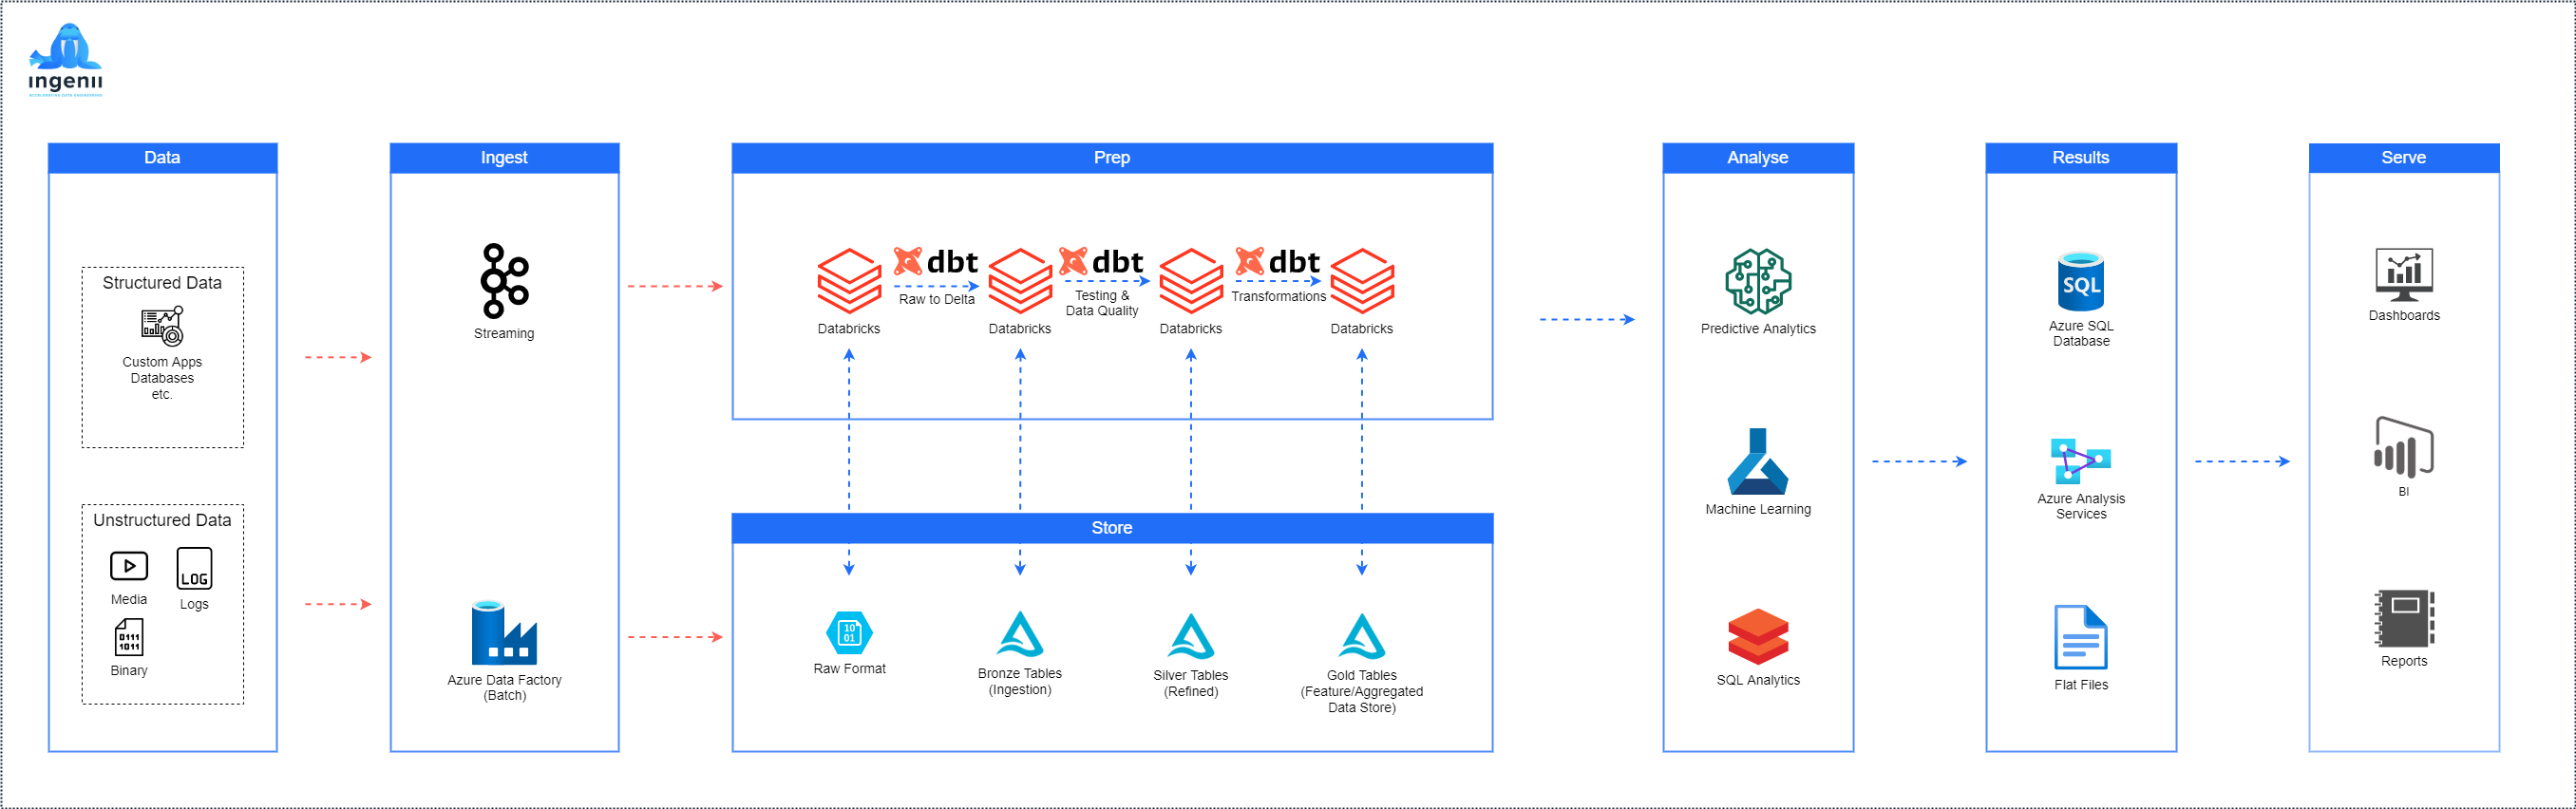 ingenii
ACCELERATING DATA ENGINEERING
Data
Structured Data
Custom Apps
Databases
etc.
Unstructured Data
Media
LOG
Logs
0111
1011
Binary
Ingest
Streaming
Azure Data Factory
(Batch)
Prep
Databricks
dbt
Raw to Delta
Databricks
dbt
Testing &
Data Quality
Databricks
dbt
Transformations
Databricks
Store
10
01
Raw Format
Bronze Tables
(Ingestion)
Silver Tables
(Refined)
Gold Tables
(Feature/Aggregated
Data Store)
Analyse
Predictive Analytics
Machine Learning
SQL Analytics
Results
SQL
Azure SQL
Database
Azure Analysis
Services
Flat Files
Serve
Dashboards
BI
Reports